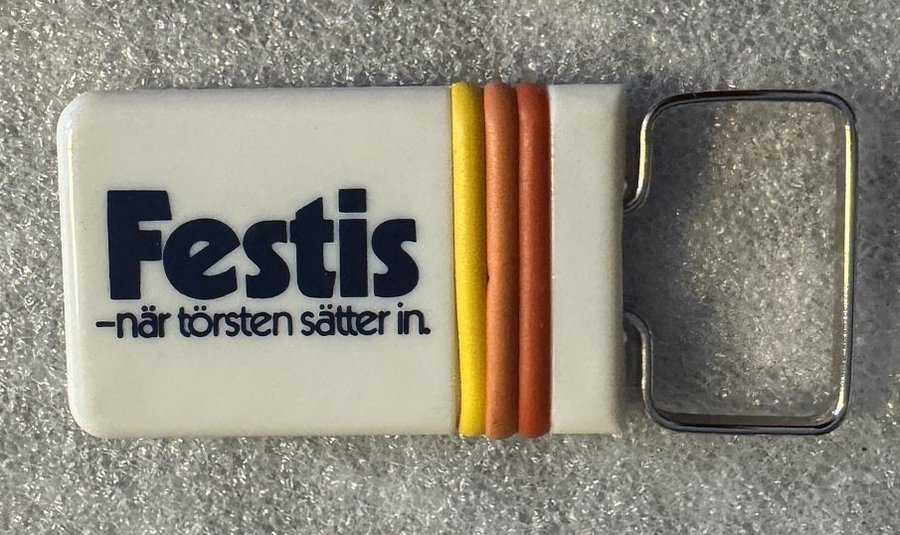 Festis
–när törsten sätter in.